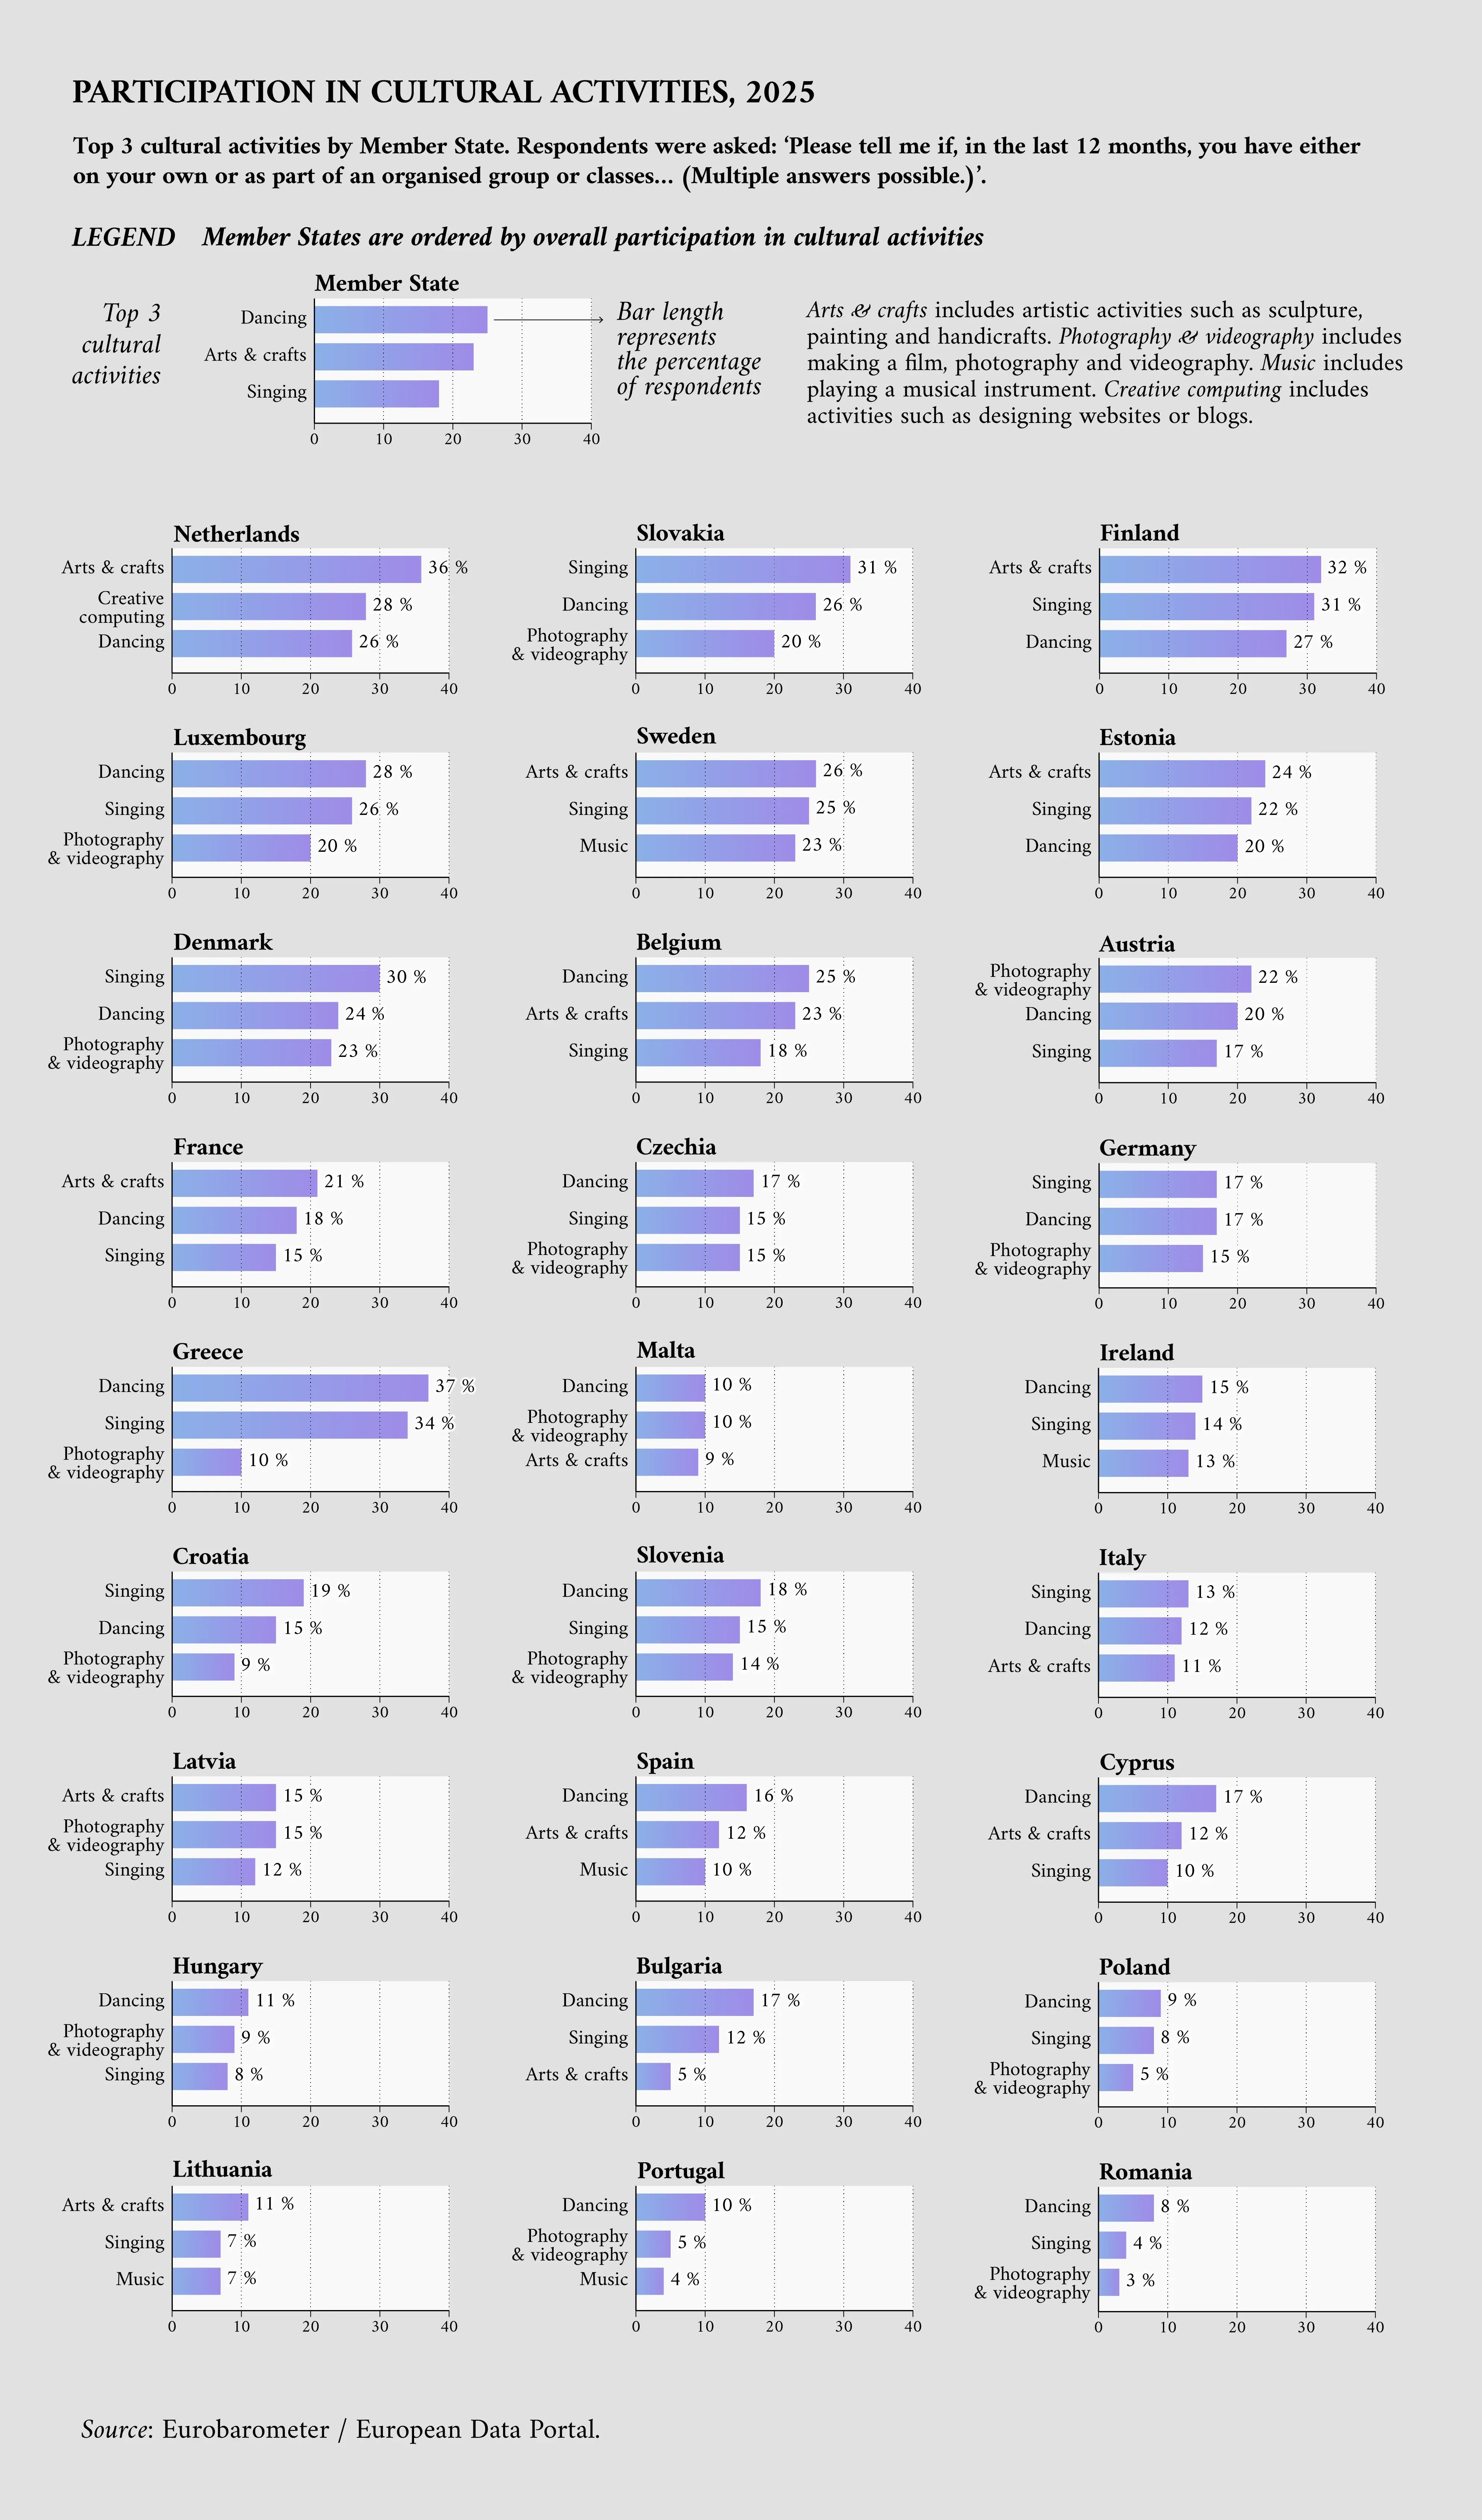 PARTICIPATION IN CULTURAL ACTIVITIES, 2025
Top 3 cultural activities by Member State. Respondents were asked: ‘Please tell me if, in the last 12 months, you have either
on your own or as part of an organised group or classes... (Multiple answers possible.)’.
LEGEND Member States are ordered by overall participation in cultural activities
Top 3
cultural
activities
Member State
Dancing
Arts & crafts
Singing
0 10 20 30 40
Bar length
represents
the percentage
of respondents
Arts & crafts includes artistic activities such as sculpture,
painting and handicrafts. Photography & videography includes
making a film, photography and videography. Music includes
playing a musical instrument. Creative computing includes
activities such as designing websites or blogs.
Netherlands
Arts & crafts 36 %
Creative
computing 28 %
Dancing 26 %
0 10 20 30 40
Slovakia
Singing 31 %
Dancing 26 %
Photography
& videography 20 %
0 10 20 30 40
Finland
Arts & crafts 32 %
Singing 31 %
Dancing 27 %
0 10 20 30 40
Luxembourg
Dancing 28 %
Singing 26 %
Photography
& videography 20 %
0 10 20 30 40
Sweden
Arts & crafts 26 %
Singing 25 %
Music 23 %
0 10 20 30 40
Estonia
Arts & crafts 24 %
Singing 22 %
Dancing 20 %
0 10 20 30 40
Denmark
Singing 30 %
Dancing 24 %
Photography
& videography 23 %
0 10 20 30 40
Belgium
Dancing 25 %
Arts & crafts 23 %
Singing 18 %
0 10 20 30 40
Austria
Photography
& videography 22 %
Dancing 20 %
Singing 17 %
0 10 20 30 40
France
Arts & crafts 21 %
Dancing 18 %
Singing 15 %
0 10 20 30 40
Czechia
Dancing 17 %
Singing 15 %
Photography
& videography 15 %
0 10 20 30 40
Germany
Singing 17 %
Dancing 17 %
Photography
& videography 15 %
0 10 20 30 40
Greece
Dancing 37 %
Singing 34 %
Photography
& videography 10 %
0 10 20 30 40
Malta
Dancing 10 %
Photography
& videography 10 %
Arts & crafts 9 %
0 10 20 30 40
Ireland
Dancing 15 %
Singing 14 %
Music 13 %
0 10 20 30 40
Croatia
Singing 19 %
Dancing 15 %
Photography
& videography 9 %
0 10 20 30 40
Slovenia
Dancing 18 %
Singing 15 %
Photography
& videography 14 %
0 10 20 30 40
Italy
Singing 13 %
Dancing 12 %
Arts & crafts 11 %
0 10 20 30 40
Latvia
Arts & crafts 15 %
Photography
& videography 15 %
Singing 12 %
0 10 20 30 40
Spain
Dancing 16 %
Arts & crafts 12 %
Music 10 %
0 10 20 30 40
Cyprus
Dancing 17 %
Arts & crafts 12 %
Singing 10 %
0 10 20 30 40
Hungary
Dancing 11 %
Photography
& videography 9 %
Singing 8 %
0 10 20 30 40
Bulgaria
Dancing 17 %
Singing 12 %
Arts & crafts 5 %
0 10 20 30 40
Poland
Dancing 9 %
Singing 8 %
Photography
& videography 5 %
0 10 20 30 40
Lithuania
Arts & crafts 11 %
Singing 7 %
Music 7 %
0 10 20 30 40
Portugal
Dancing 10 %
Photography
& videography 5 %
Music 4 %
0 10 20 30 40
Romania
Dancing 8 %
Singing 4 %
Photography
& videography 3 %
0 10 20 30 40
Source: Eurobarometer / European Data Portal.